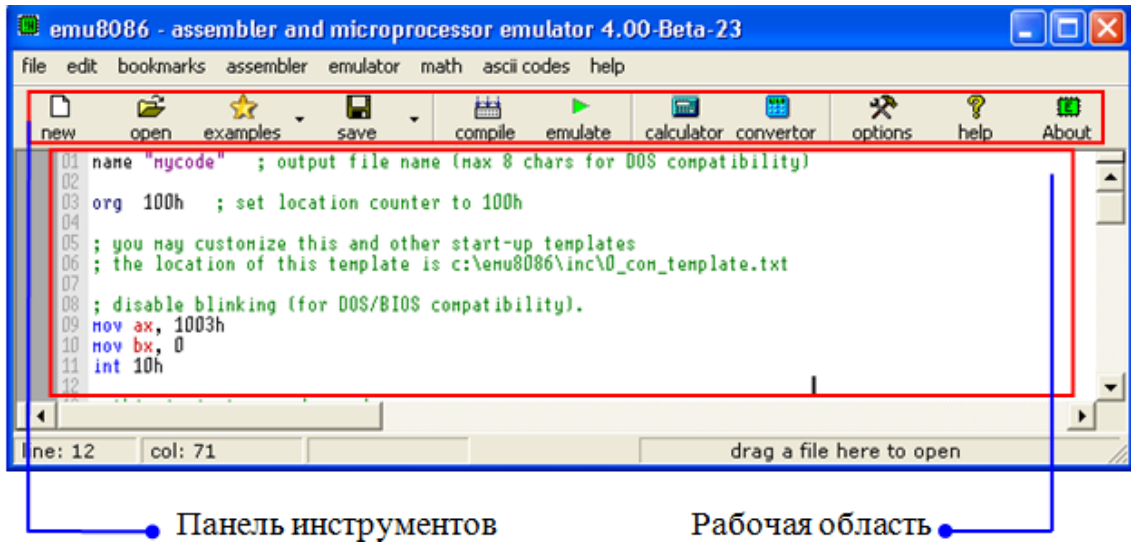 emu8086 - assembler and microprocessor emulator 4.00-Beta-23
file edit bookmarks assembler emulator math ascii codes help
new open examples save compile emulate calculator convertor options help About
01 name "mycode" ; output file name (max 8 chars for DOS compatibility)
02
03 org 100h ; set location counter to 100h
04
05 ; you may customize this and other start-up templates
06 ; the location of this template is c:\emu8086\inc\0_com_template.txt
07
08 ; disable blinking (for DOS/BIOS compatibility).
09 mov ax, 1003h
10 mov bx, 0
11 int 10h
12
line: 12 col: 71 drag a file here to open
Панель инструментов Рабочая область